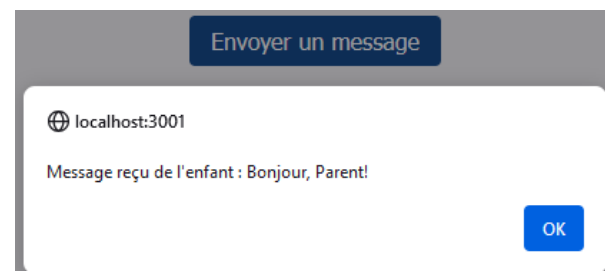 Envoyer un message
localhost:3001
Message reçu de l'enfant : Bonjour, Parent!
OK